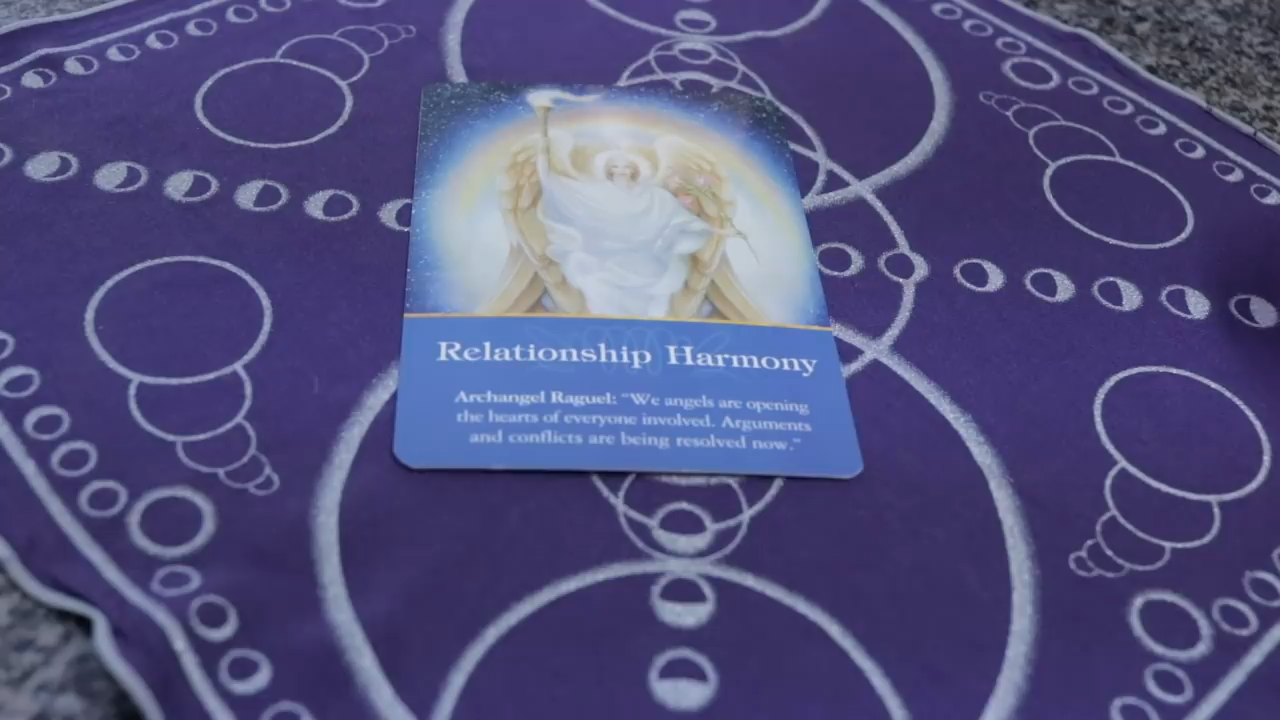 Relationship Harmony
Archangel Raguel: "We angels are opening
the hearts of everyone involved. Arguments
and conflicts are being resolved now."